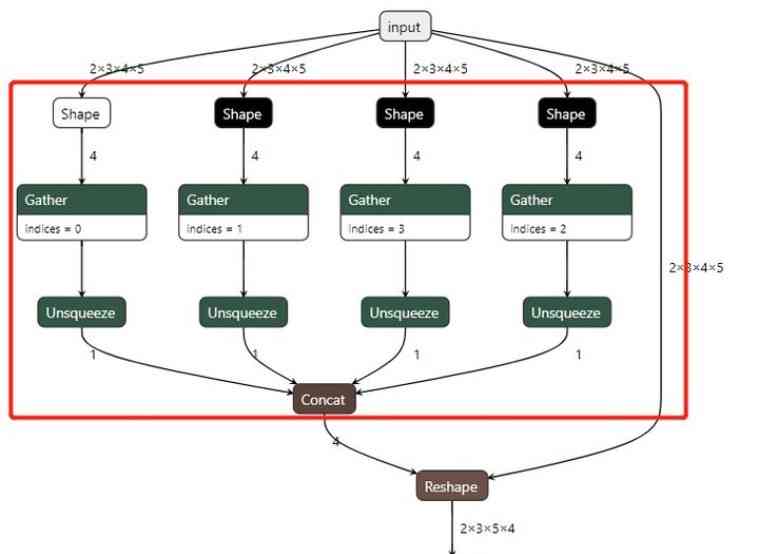 input
2×3×4×5 2×3×4×5 2×3×4×5 2×3×4×5
Shape Shape Shape Shape
4 4 4 4
Gather Gather Gather Gather
indices = 0 indices = 1 indices = 3 indices = 2
2×3×4×5
Unsqueeze Unsqueeze Unsqueeze Unsqueeze
1 1 1 1
Concat
4
Reshape
2×3×5×4